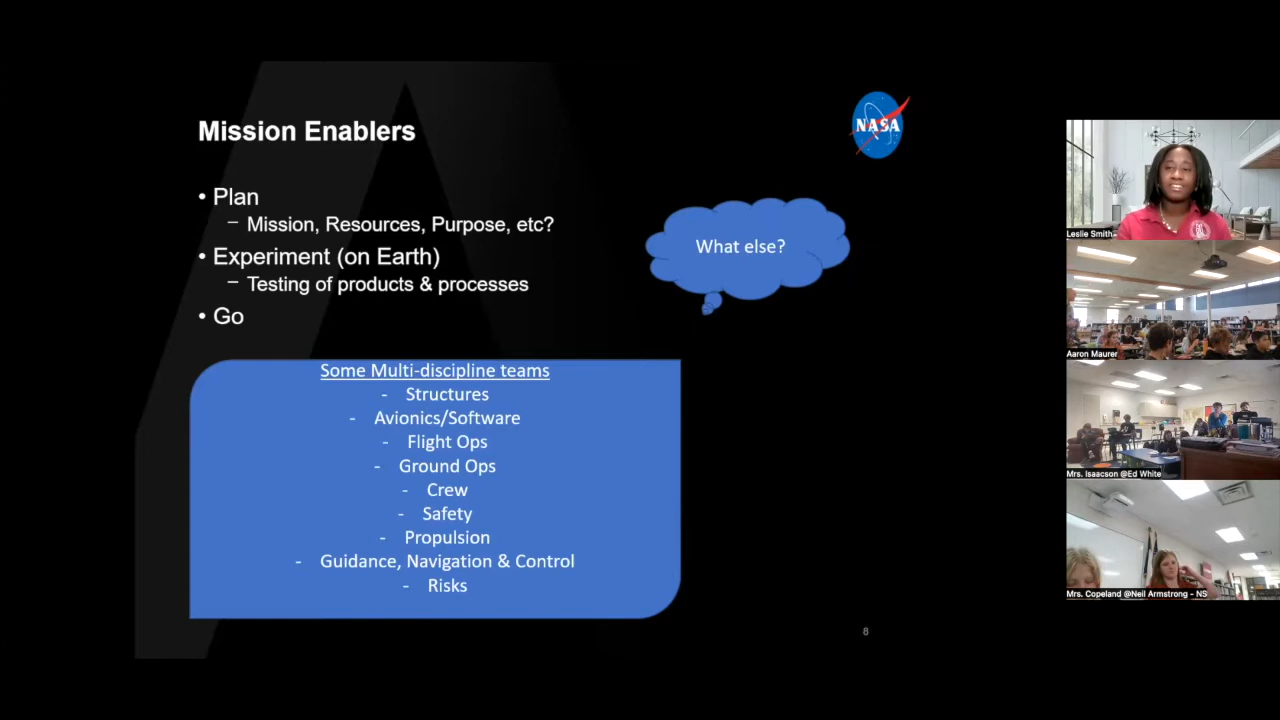 Mission Enablers
NASA
• Plan
– Mission, Resources, Purpose, etc?
• Experiment (on Earth)
– Testing of products & processes
• Go
What else?
Some Multi-discipline teams
- Structures
- Avionics/Software
- Flight Ops
- Ground Ops
- Crew
- Safety
- Propulsion
- Guidance, Navigation & Control
- Risks
8
Leslie Smith
Aaron Maurer
Mrs. Isaacson @Ed White
Mrs. Copeland @Neil Armstrong - NS